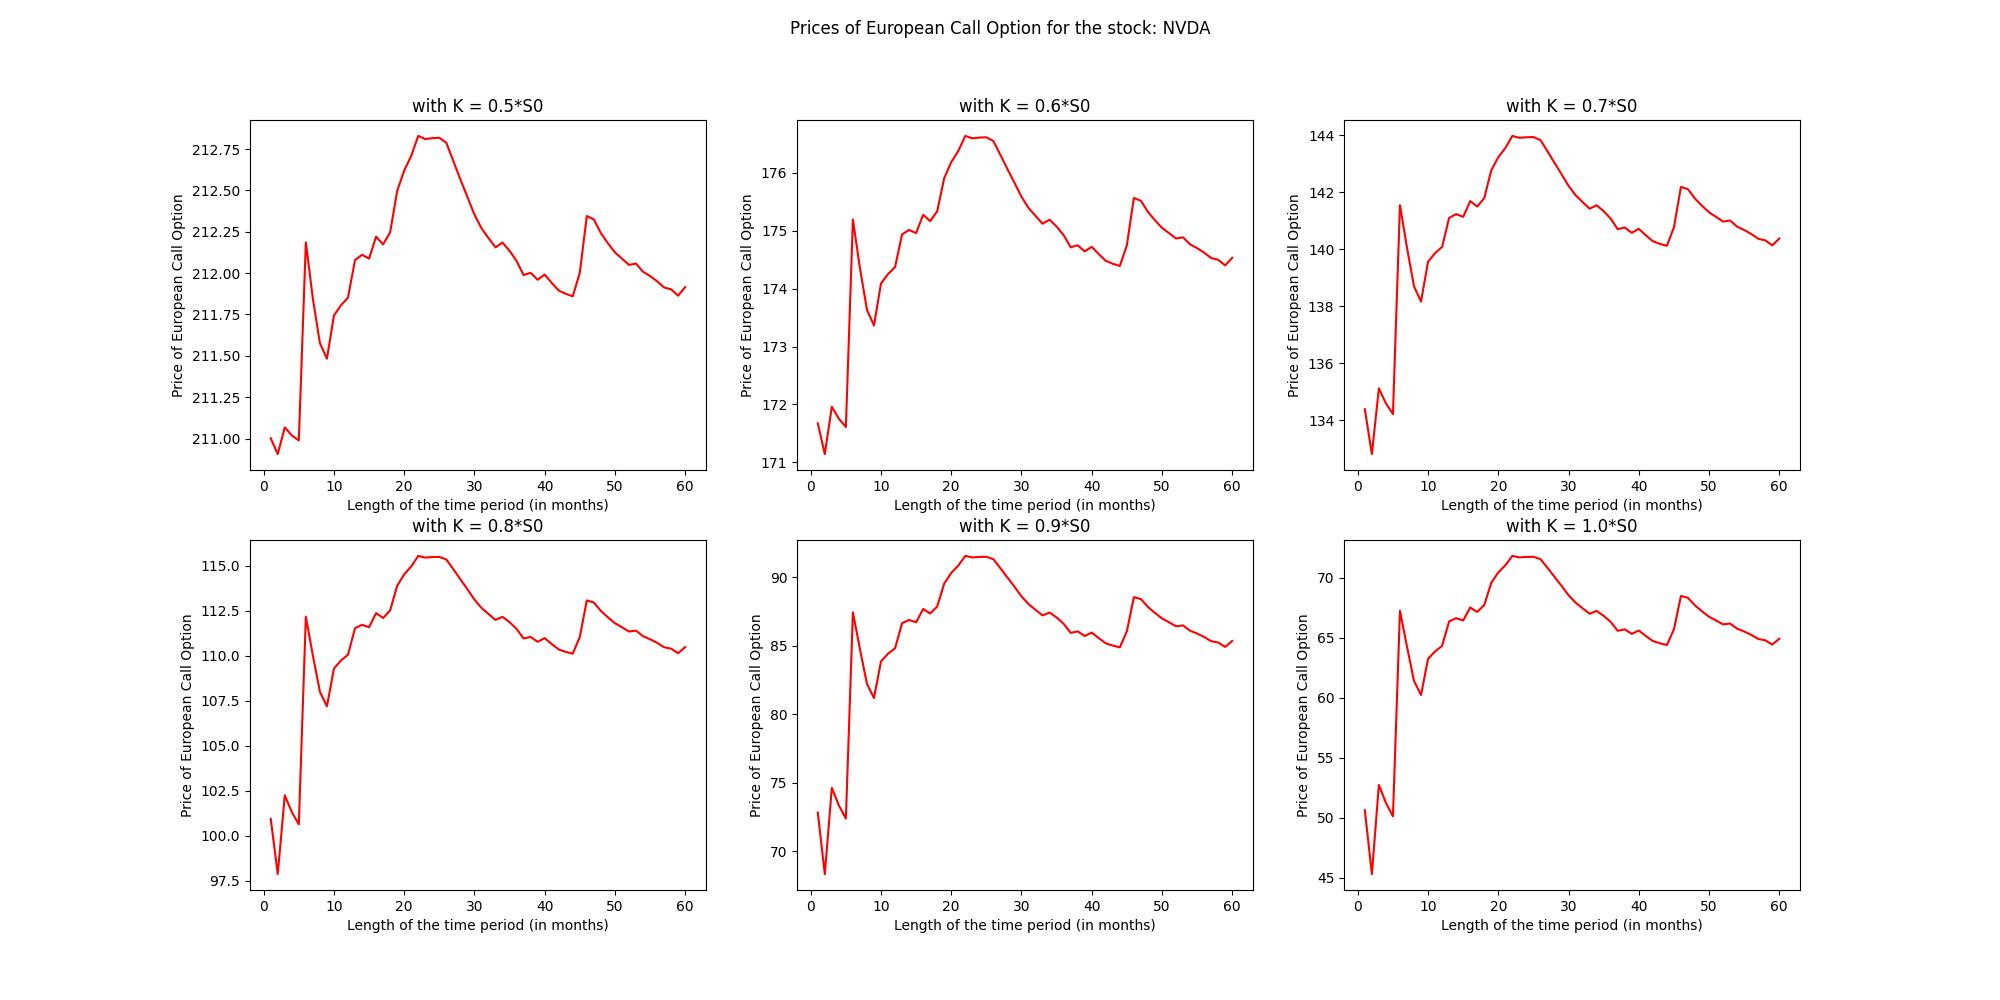 Prices of European Call Option for the stock: NVDA
with K = 0.5*S0
212.75
212.50
212.25
212.00
211.75
211.50
211.25
211.00
Price of European Call Option
0 10 20 30 40 50 60
Length of the time period (in months)
with K = 0.6*S0
176
175
174
173
172
171
Price of European Call Option
0 10 20 30 40 50 60
Length of the time period (in months)
with K = 0.7*S0
144
142
140
138
136
134
Price of European Call Option
0 10 20 30 40 50 60
Length of the time period (in months)
with K = 0.8*S0
115.0
112.5
110.0
107.5
105.0
102.5
100.0
97.5
Price of European Call Option
0 10 20 30 40 50 60
Length of the time period (in months)
with K = 0.9*S0
90
85
80
75
70
Price of European Call Option
0 10 20 30 40 50 60
Length of the time period (in months)
with K = 1.0*S0
70
65
60
55
50
45
Price of European Call Option
0 10 20 30 40 50 60
Length of the time period (in months)